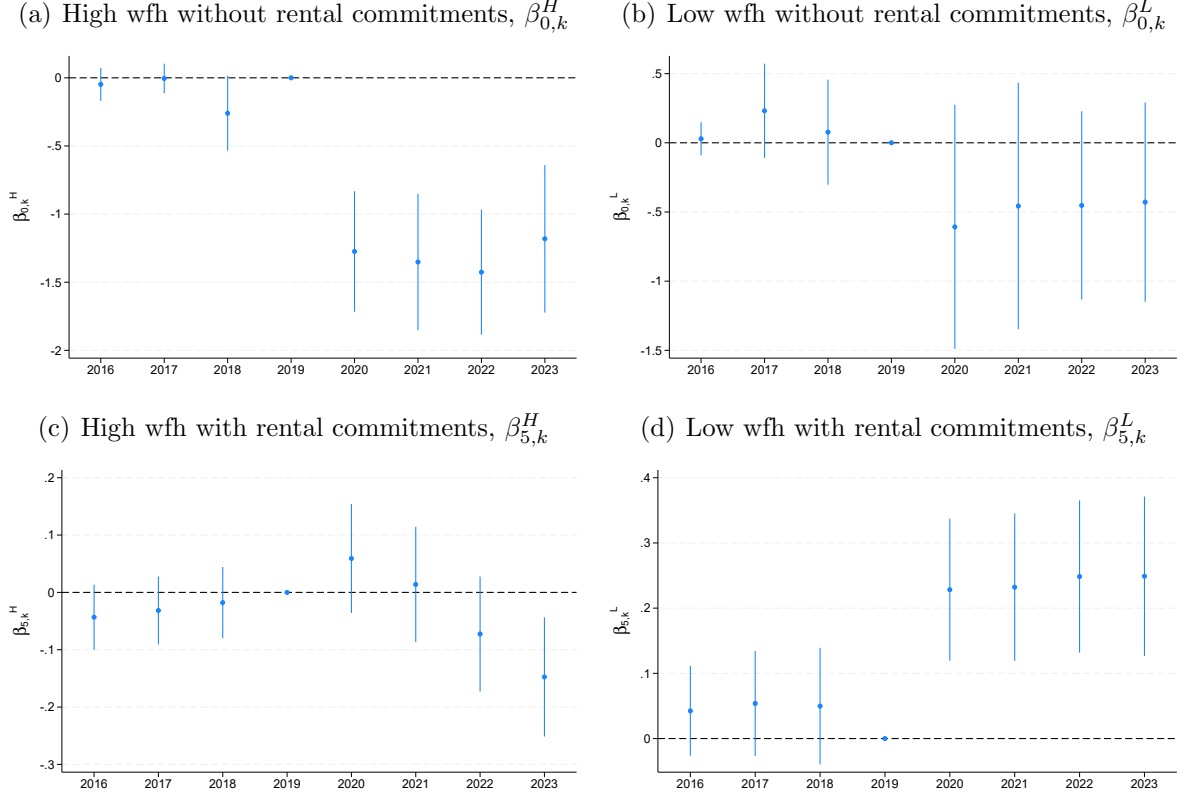 (a) High wfh without rental commitments, β^H_{0,k}
0
-.5
-1
-1.5
-2
β_{0,k}^H
2016 2017 2018 2019 2020 2021 2022 2023
(b) Low wfh without rental commitments, β^L_{0,k}
.5
0
-.5
-1
-1.5
β_{0,k}^L
2016 2017 2018 2019 2020 2021 2022 2023
(c) High wfh with rental commitments, β^H_{5,k}
.2
.1
0
-.1
-.2
-.3
β_{5,k}^H
2016 2017 2018 2019 2020 2021 2022 2023
(d) Low wfh with rental commitments, β^L_{5,k}
.4
.3
.2
.1
0
β_{5,k}^L
2016 2017 2018 2019 2020 2021 2022 2023